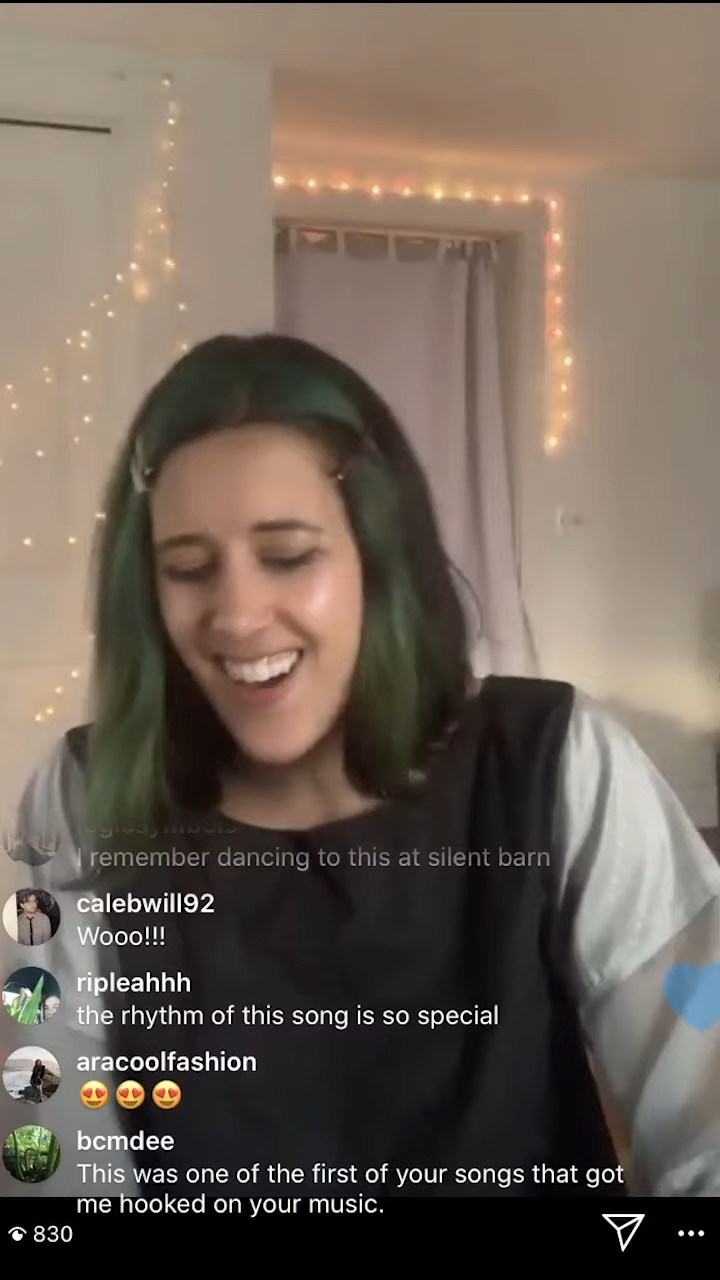 I remember dancing to this at silent barn
calebwill92
Wooo!!!
ripleahhh
the rhythm of this song is so special
aracoolfashion
😍😍😍
bcmdee
This was one of the first of your songs that got
me hooked on your music.
830